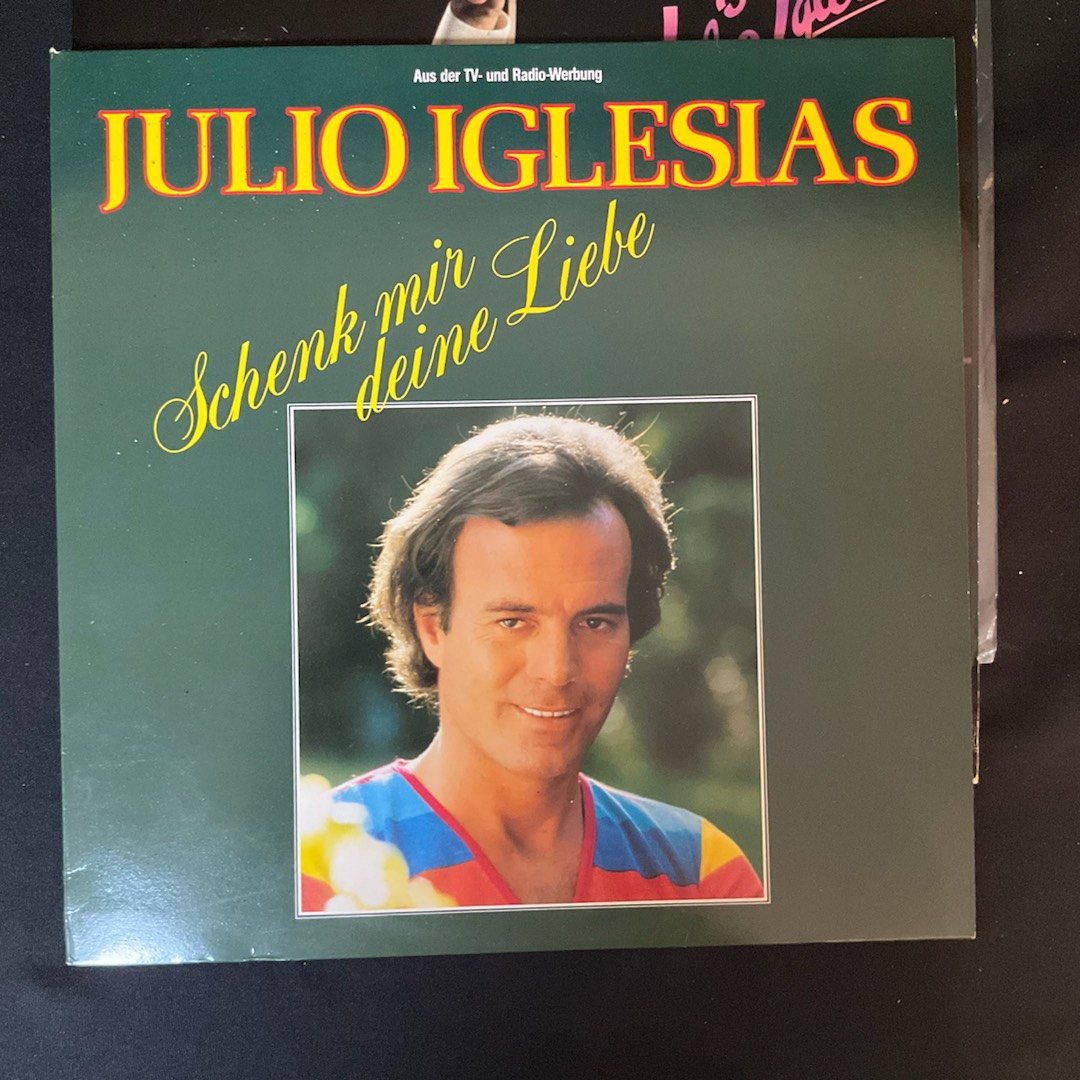 Aus der TV- und Radio-Werbung
JULIO IGLESIAS
Schenk mir
deine Liebe